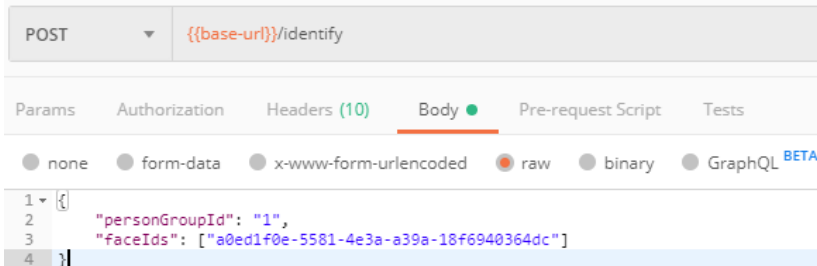 POST {{base-url}}/identify
Params Authorization Headers (10) Body Pre-request Script Tests
none form-data x-www-form-urlencoded raw binary GraphQL BETA
1 {
2 "personGroupId": "1",
3 "faceIds": ["a0ed1f0e-5581-4e3a-a39a-18f6940364dc"]
4 }